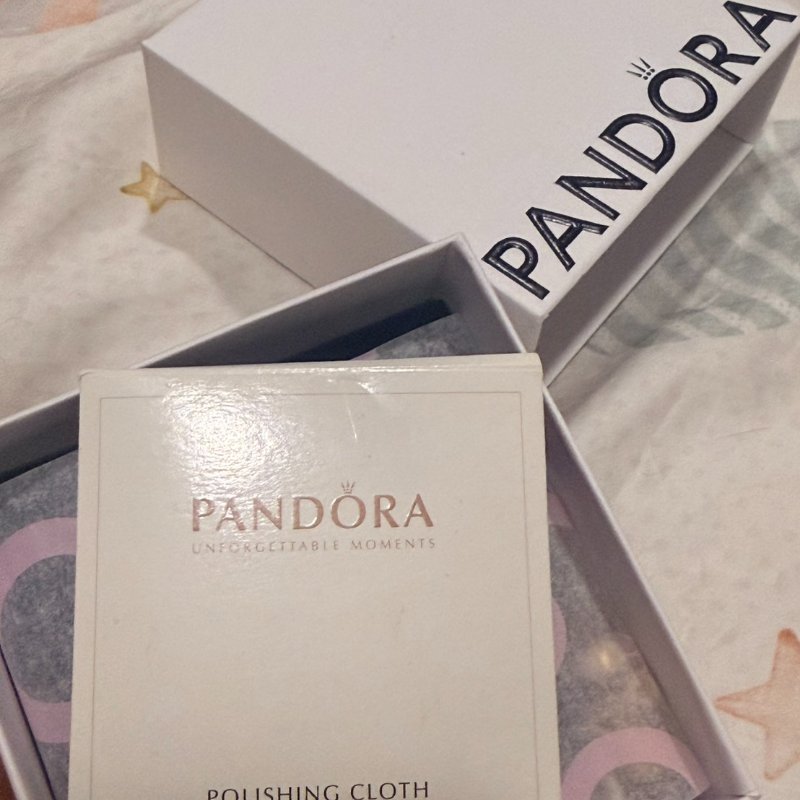 PANDORA
PANDORA
UNFORGETTABLE MOMENTS
POLISHING CLOTH